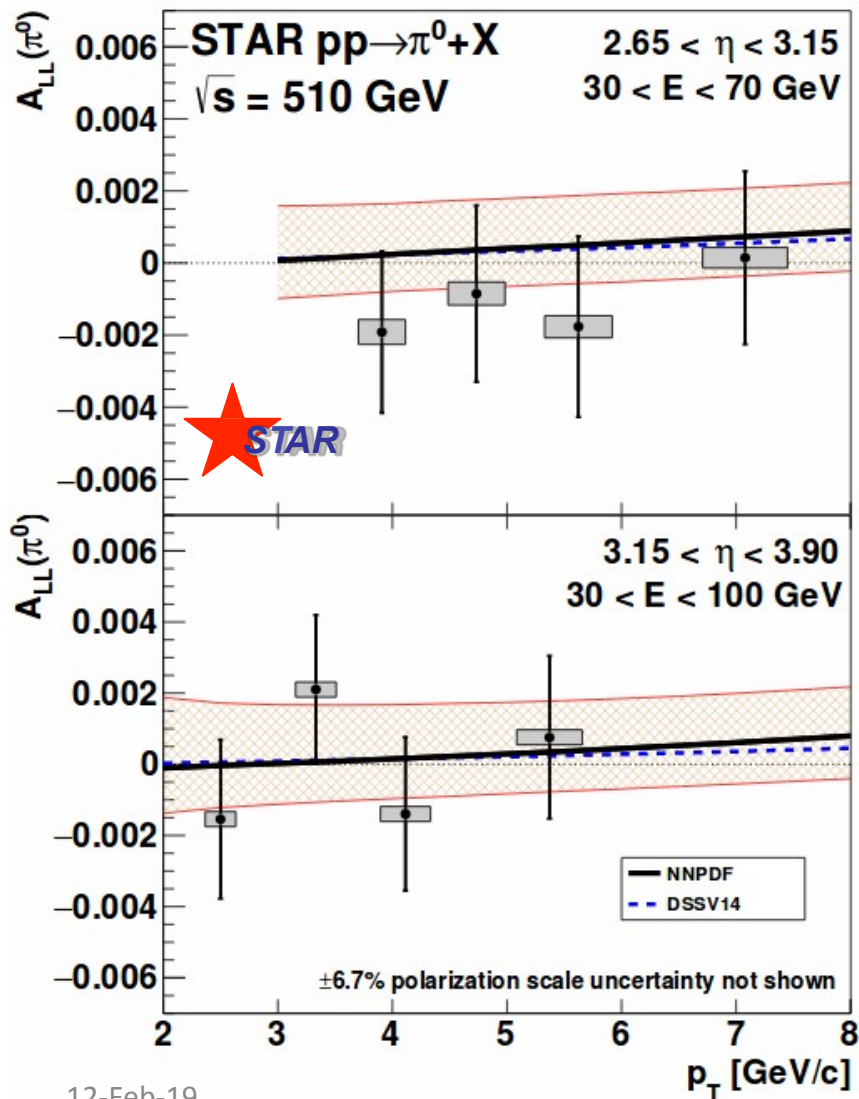 A_LL(π⁰)
STAR pp→π⁰+X
√s = 510 GeV
2.65 < η < 3.15
30 < E < 70 GeV
0.006
0.004
0.002
0
−0.002
−0.004
−0.006
STAR
A_LL(π⁰)
3.15 < η < 3.90
30 < E < 100 GeV
0.006
0.004
0.002
0
−0.002
−0.004
−0.006
NNPDF
DSSV14
±6.7% polarization scale uncertainty not shown
2 3 4 5 6 7 8
p_T [GeV/c]
12-Feb-19